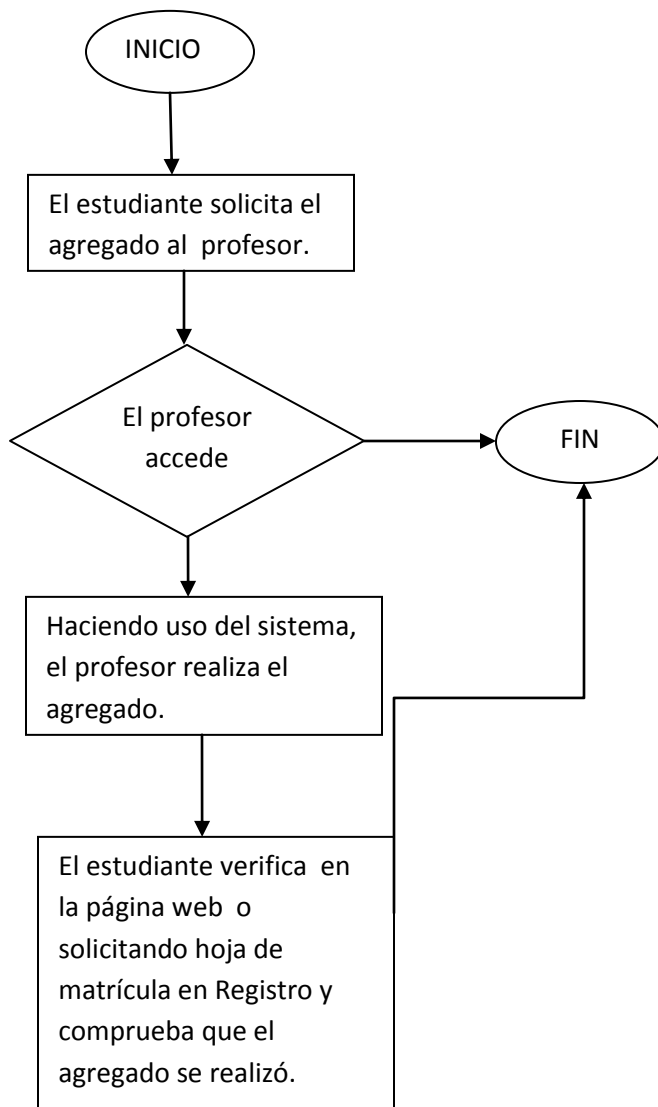 INICIO
El estudiante solicita el
agregado al profesor.
El profesor
accede
FIN
Haciendo uso del sistema,
el profesor realiza el
agregado.
El estudiante verifica en
la página web o
solicitando hoja de
matrícula en Registro y
comprueba que el
agregado se realizó.